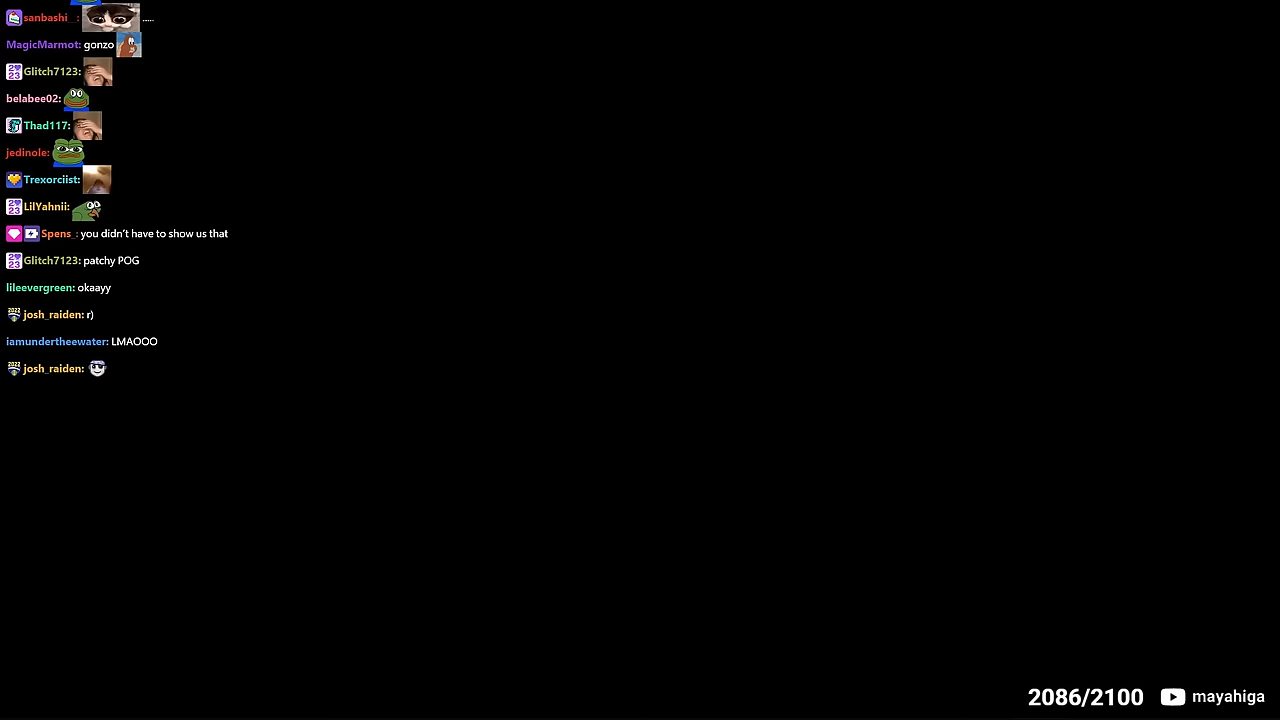 sanbashi_: .....
MagicMarmot: gonzo
Glitch7123:
belabee02:
Thad117:
jedinole:
Trexorciist:
LilYahnii:
Spens_: you didn't have to show us that
Glitch7123: patchy POG
lileevergreen: okaayy
josh_raiden: r)
iamundertheewater: LMAOOO
josh_raiden:
2086/2100 mayahiga